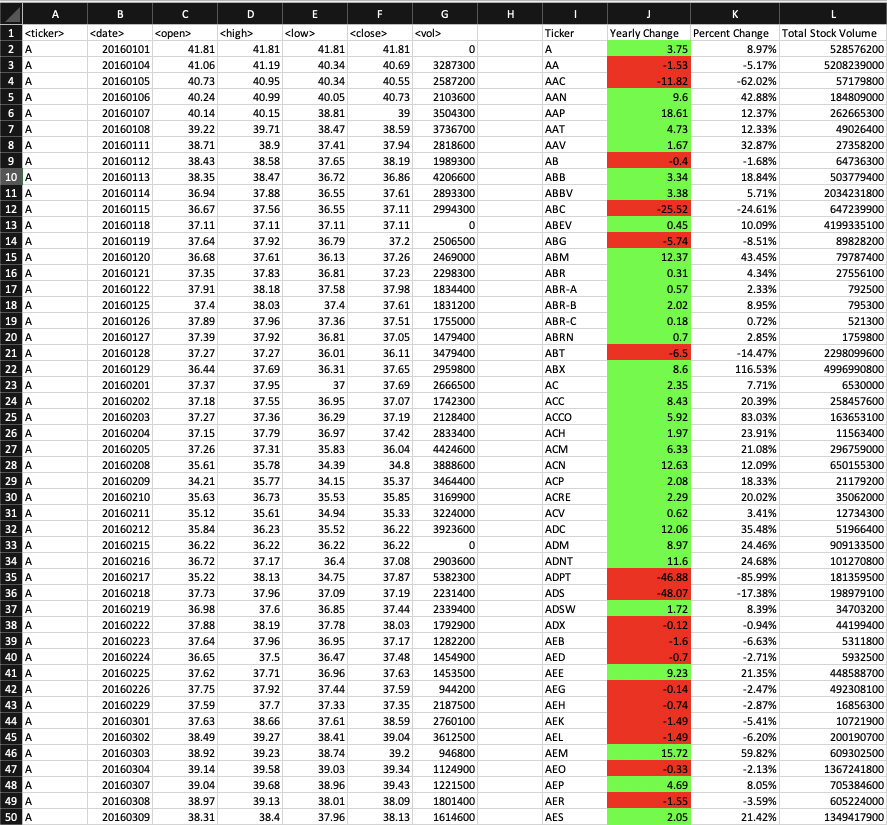 A B C D E F G H I J K L
1 <ticker> <date> <open> <high> <low> <close> <vol> Ticker Yearly Change Percent Change Total Stock Volume
2 A 20160101 41.81 41.81 41.81 41.81 0 A 3.75 8.97% 528576200
3 A 20160104 41.06 41.19 40.34 40.69 3287300 AA -1.53 -5.17% 5208239000
4 A 20160105 40.73 40.95 40.34 40.55 2587200 AAC -11.82 -62.02% 57179800
5 A 20160106 40.24 40.99 40.05 40.73 2103600 AAN 9.6 42.88% 184809000
6 A 20160107 40.14 40.15 38.81 39 3504300 AAP 18.61 12.37% 262665300
7 A 20160108 39.22 39.71 38.47 38.59 3736700 AAT 4.73 12.33% 49026400
8 A 20160111 38.71 38.9 37.41 37.94 2818600 AAV 1.67 32.87% 27358200
9 A 20160112 38.43 38.58 37.65 38.19 1989300 AB -0.4 -1.68% 64736300
10 A 20160113 38.35 38.47 36.72 36.86 4206600 ABB 3.34 18.84% 503779400
11 A 20160114 36.94 37.88 36.55 37.61 2893300 ABBV 3.38 5.71% 2034231800
12 A 20160115 36.67 37.56 36.55 37.11 2994300 ABC -25.52 -24.61% 647239900
13 A 20160118 37.11 37.11 37.11 37.11 0 ABEV 0.45 10.09% 4199335100
14 A 20160119 37.64 37.92 36.79 37.2 2506500 ABG -5.74 -8.51% 89828200
15 A 20160120 36.68 37.61 36.13 37.26 2469000 ABM 12.37 43.45% 79787400
16 A 20160121 37.35 37.83 36.81 37.23 2298300 ABR 0.31 4.34% 27556100
17 A 20160122 37.91 38.18 37.58 37.98 1834400 ABR-A 0.57 2.33% 792500
18 A 20160125 37.4 38.03 37.4 37.61 1831200 ABR-B 2.02 8.95% 795300
19 A 20160126 37.89 37.96 37.36 37.51 1755000 ABR-C 0.18 0.72% 521300
20 A 20160127 37.39 37.92 36.81 37.05 1479400 ABRN 0.7 2.85% 1759800
21 A 20160128 37.27 37.27 36.01 36.11 3479400 ABT -6.5 -14.47% 2298099600
22 A 20160129 36.44 37.69 36.31 37.65 2959800 ABX 8.6 116.53% 4996990800
23 A 20160201 37.37 37.95 37 37.69 2666500 AC 2.35 7.71% 6530000
24 A 20160202 37.18 37.55 36.95 37.07 1742300 ACC 8.43 20.39% 258457600
25 A 20160203 37.27 37.36 36.29 37.19 2128400 ACCO 5.92 83.03% 163653100
26 A 20160204 37.15 37.79 36.97 37.42 2833400 ACH 1.97 23.91% 11563400
27 A 20160205 37.26 37.31 35.83 36.04 4424600 ACM 6.33 21.08% 296759000
28 A 20160208 35.61 35.78 34.39 34.8 3888600 ACN 12.63 12.09% 650155300
29 A 20160209 34.21 35.77 34.15 35.37 3464400 ACP 2.08 18.33% 21179200
30 A 20160210 35.63 36.73 35.53 35.85 3169900 ACRE 2.29 20.02% 35062000
31 A 20160211 35.12 35.61 34.94 35.33 3224000 ACV 0.62 3.41% 12734300
32 A 20160212 35.84 36.23 35.52 36.22 3923600 ADC 12.06 35.48% 51966400
33 A 20160215 36.22 36.22 36.22 36.22 0 ADM 8.97 24.46% 909133500
34 A 20160216 36.72 37.17 36.4 37.08 2903600 ADNT 11.6 24.68% 101270800
35 A 20160217 35.22 38.13 34.75 37.87 5382300 ADPT -46.88 -85.99% 181359500
36 A 20160218 37.73 37.96 37.09 37.19 2231400 ADS -48.07 -17.38% 198979100
37 A 20160219 36.98 37.6 36.85 37.44 2339400 ADSW 1.72 8.39% 34703200
38 A 20160222 37.88 38.19 37.78 38.03 1792900 ADX -0.12 -0.94% 44199400
39 A 20160223 37.64 37.96 36.95 37.17 1282200 AEB -1.6 -6.63% 5311800
40 A 20160224 36.65 37.5 36.47 37.48 1454900 AED -0.7 -2.71% 5932500
41 A 20160225 37.62 37.71 36.96 37.63 1453500 AEE 9.23 21.35% 448588700
42 A 20160226 37.75 37.92 37.44 37.59 944200 AEG -0.14 -2.47% 492308100
43 A 20160229 37.59 37.7 37.33 37.35 2187500 AEH -0.74 -2.87% 16856300
44 A 20160301 37.63 38.66 37.61 38.59 2760100 AEK -1.49 -5.41% 10721900
45 A 20160302 38.49 39.27 38.41 39.04 3612500 AEL -1.49 -6.20% 200190700
46 A 20160303 38.92 39.23 38.74 39.2 946800 AEM 15.72 59.82% 609302500
47 A 20160304 39.14 39.58 39.03 39.34 1124900 AEO -0.33 -2.13% 1367241800
48 A 20160307 39.04 39.68 38.96 39.43 1221500 AEP 4.69 8.05% 705384600
49 A 20160308 38.97 39.13 38.01 38.09 1801400 AER -1.55 -3.59% 605224000
50 A 20160309 38.31 38.4 37.96 38.13 1614600 AES 2.05 21.42% 1349417900